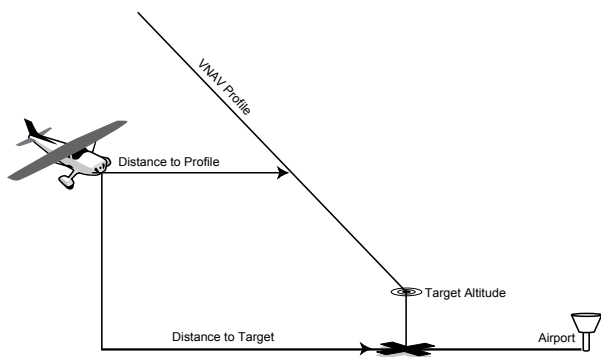 VNAV Profile
Distance to Profile
Target Altitude
Distance to Target
Airport